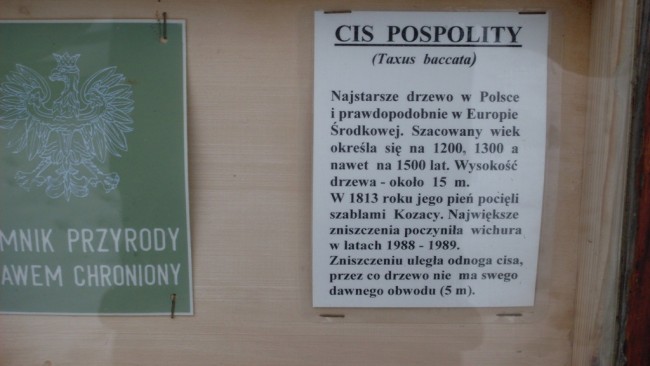 MNIK PRZYRODY
AWEM CHRONIONY
CIS POSPOLITY
(Taxus baccata)
Najstarsze drzewo w Polsce
i prawdopodobnie w Europie
Środkowej. Szacowany wiek
określa się na 1200, 1300 a
nawet na 1500 lat. Wysokość
drzewa - około 15 m.
W 1813 roku jego pień pocięli
szablami Kozacy. Największe
zniszczenia poczyniła wichura
w latach 1988 - 1989.
Zniszczeniu uległa odnoga cisa,
przez co drzewo nie ma swego
dawnego obwodu (5 m).